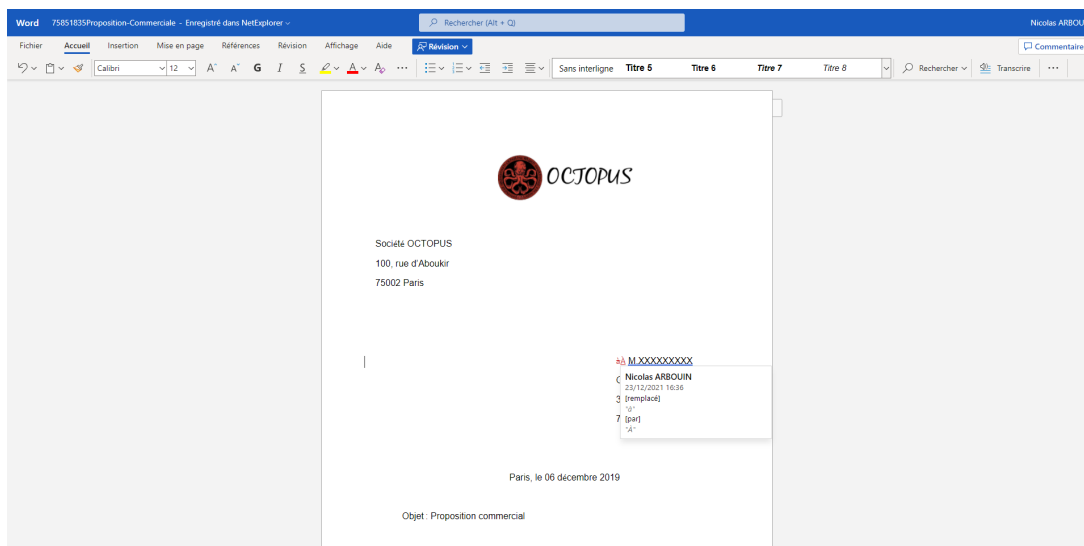 Word 75851835Proposition-Commerciale - Enregistré dans NetExplorer
Rechercher (Alt + Q)
Nicolas ARBOU
Fichier Accueil Insertion Mise en page Références Révision Affichage Aide Révision
Commentaire
Calibri 12 A A G I S A A ... Sans interligne Titre 5 Titre 6 Titre 7 Titre 8 Rechercher Transcrire ...
OCTOPUS
Société OCTOPUS
100, rue d'Aboukir
75002 Paris
àÀ M.XXXXXXXXX
Nicolas ARBOUIN
23/12/2021 16:36
3 [remplacé]
"à"
7 [par]
"À"
Paris, le 06 décembre 2019
Objet : Proposition commercial